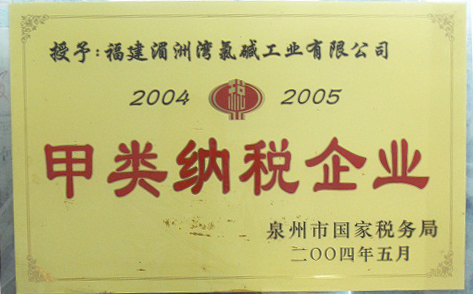 授予:福建湄洲湾氯碱工业有限公司
2004 税 2005
甲类纳税企业
泉州市国家税务局
二〇〇四年五月